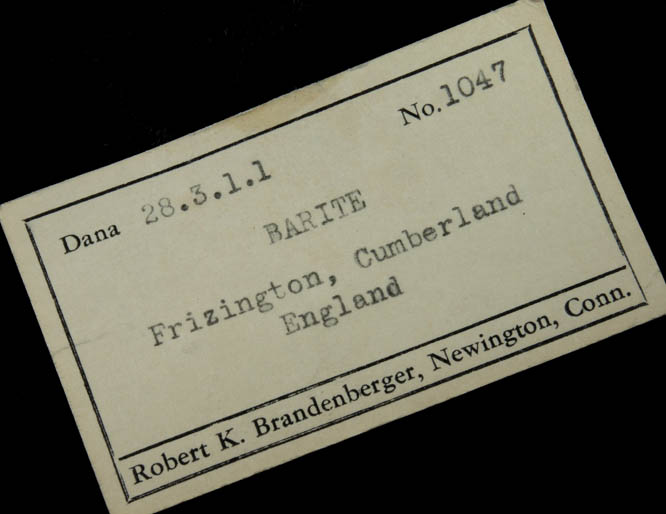 No. 1047
Dana 28.3.1.1
BARITE
Frizington, Cumberland
England
Robert K. Brandenberger, Newington, Conn.